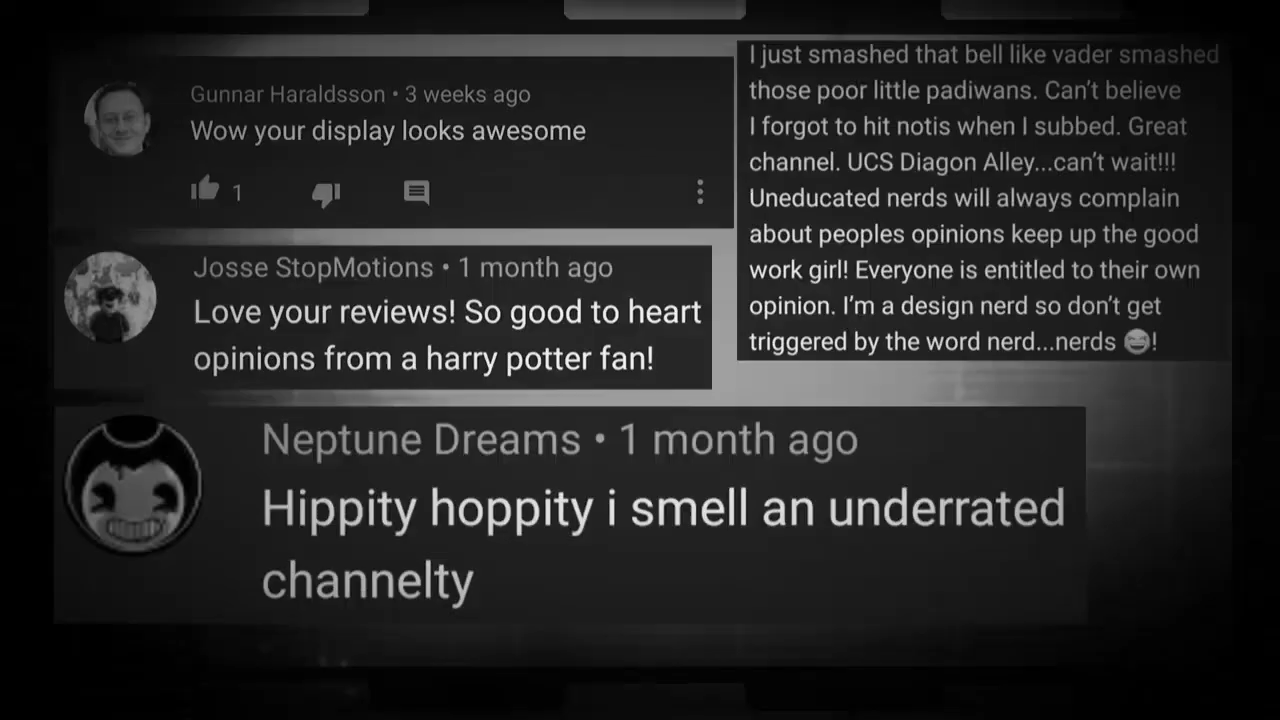 Gunnar Haraldsson • 3 weeks ago
Wow your display looks awesome
1
Josse StopMotions • 1 month ago
Love your reviews! So good to heart
opinions from a harry potter fan!
I just smashed that bell like vader smashed
those poor little padiwans. Can't believe
I forgot to hit notis when I subbed. Great
channel. UCS Diagon Alley...can't wait!!!
Uneducated nerds will always complain
about peoples opinions keep up the good
work girl! Everyone is entitled to their own
opinion. I'm a design nerd so don't get
triggered by the word nerd...nerds 😆!
Neptune Dreams • 1 month ago
Hippity hoppity i smell an underrated
channelty